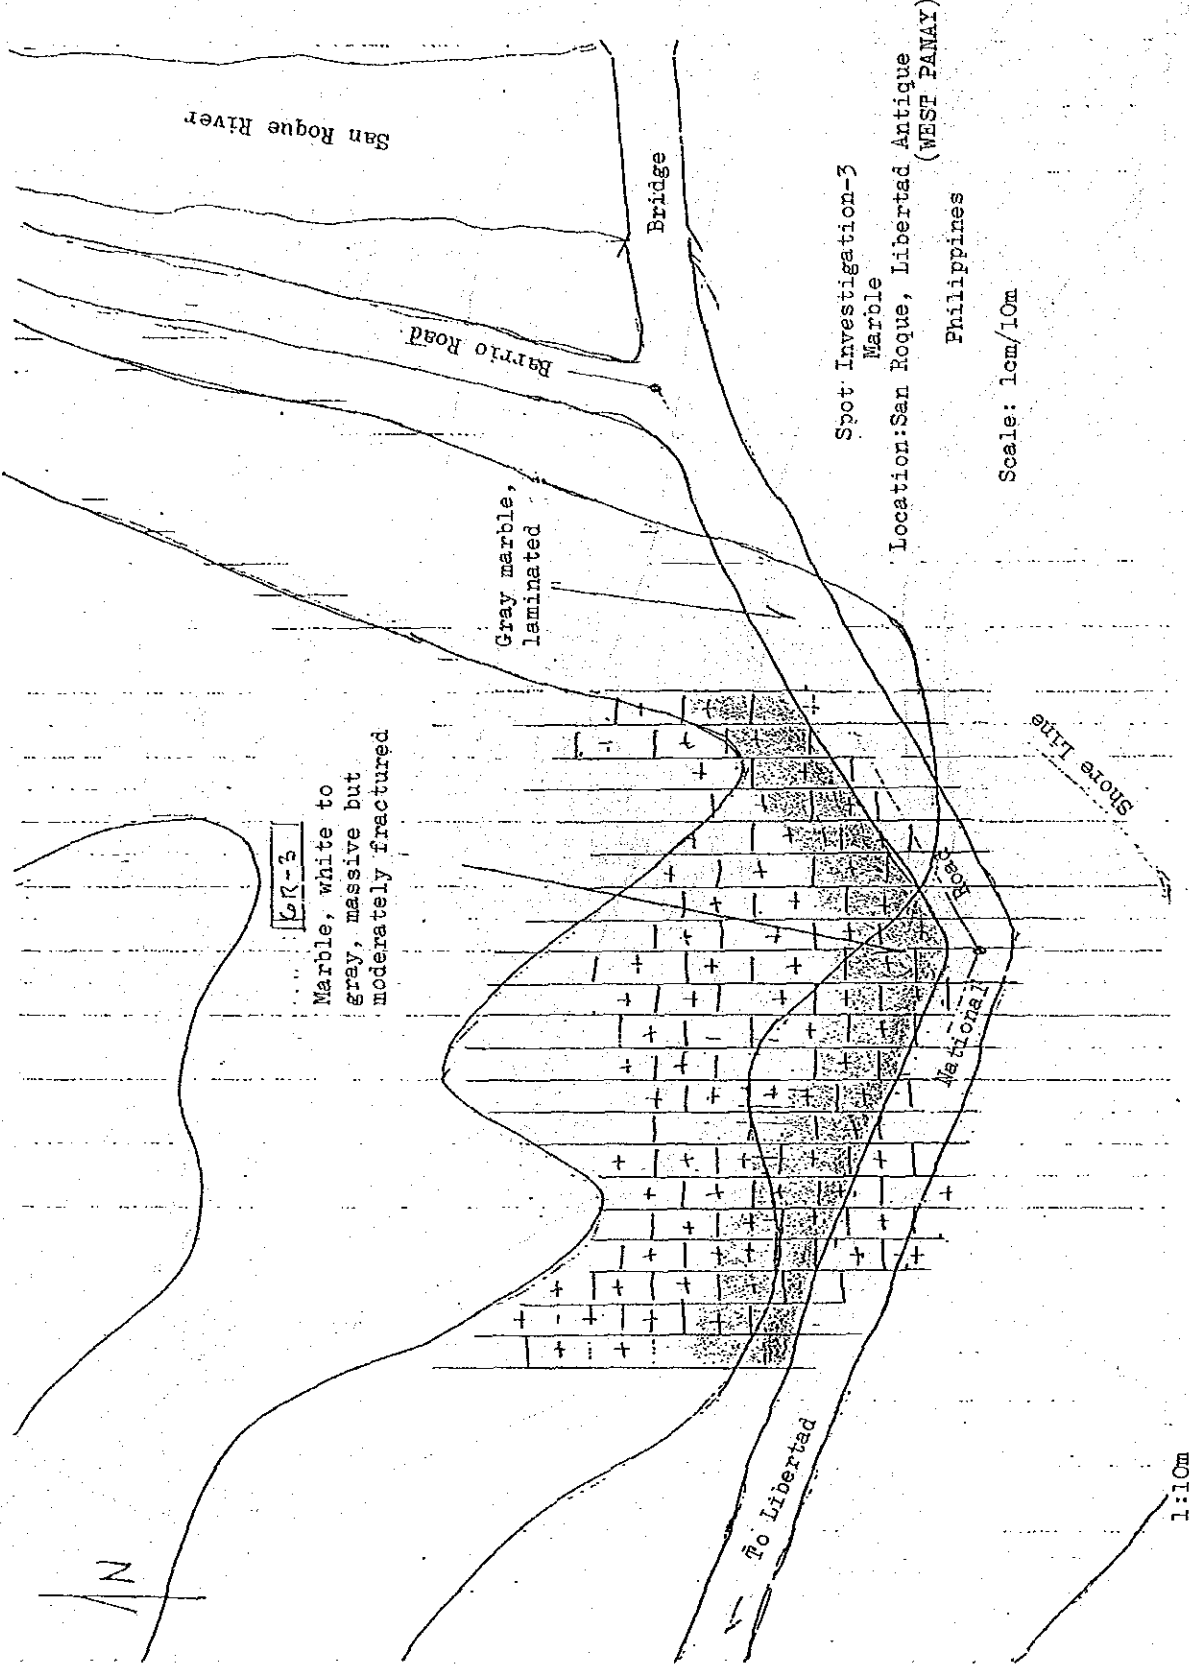 N
San Roque River
Barrio Road
Bridge
Gray marble,
laminated
Marble, white to
gray, massive but
moderately fractured
National Road
To Libertad
Shore Line
Spot Investigation-3
Marble
Location:San Roque, Libertad Antique
(WEST PANAY)
Philippines
Scale: 1cm/10m
1:10m